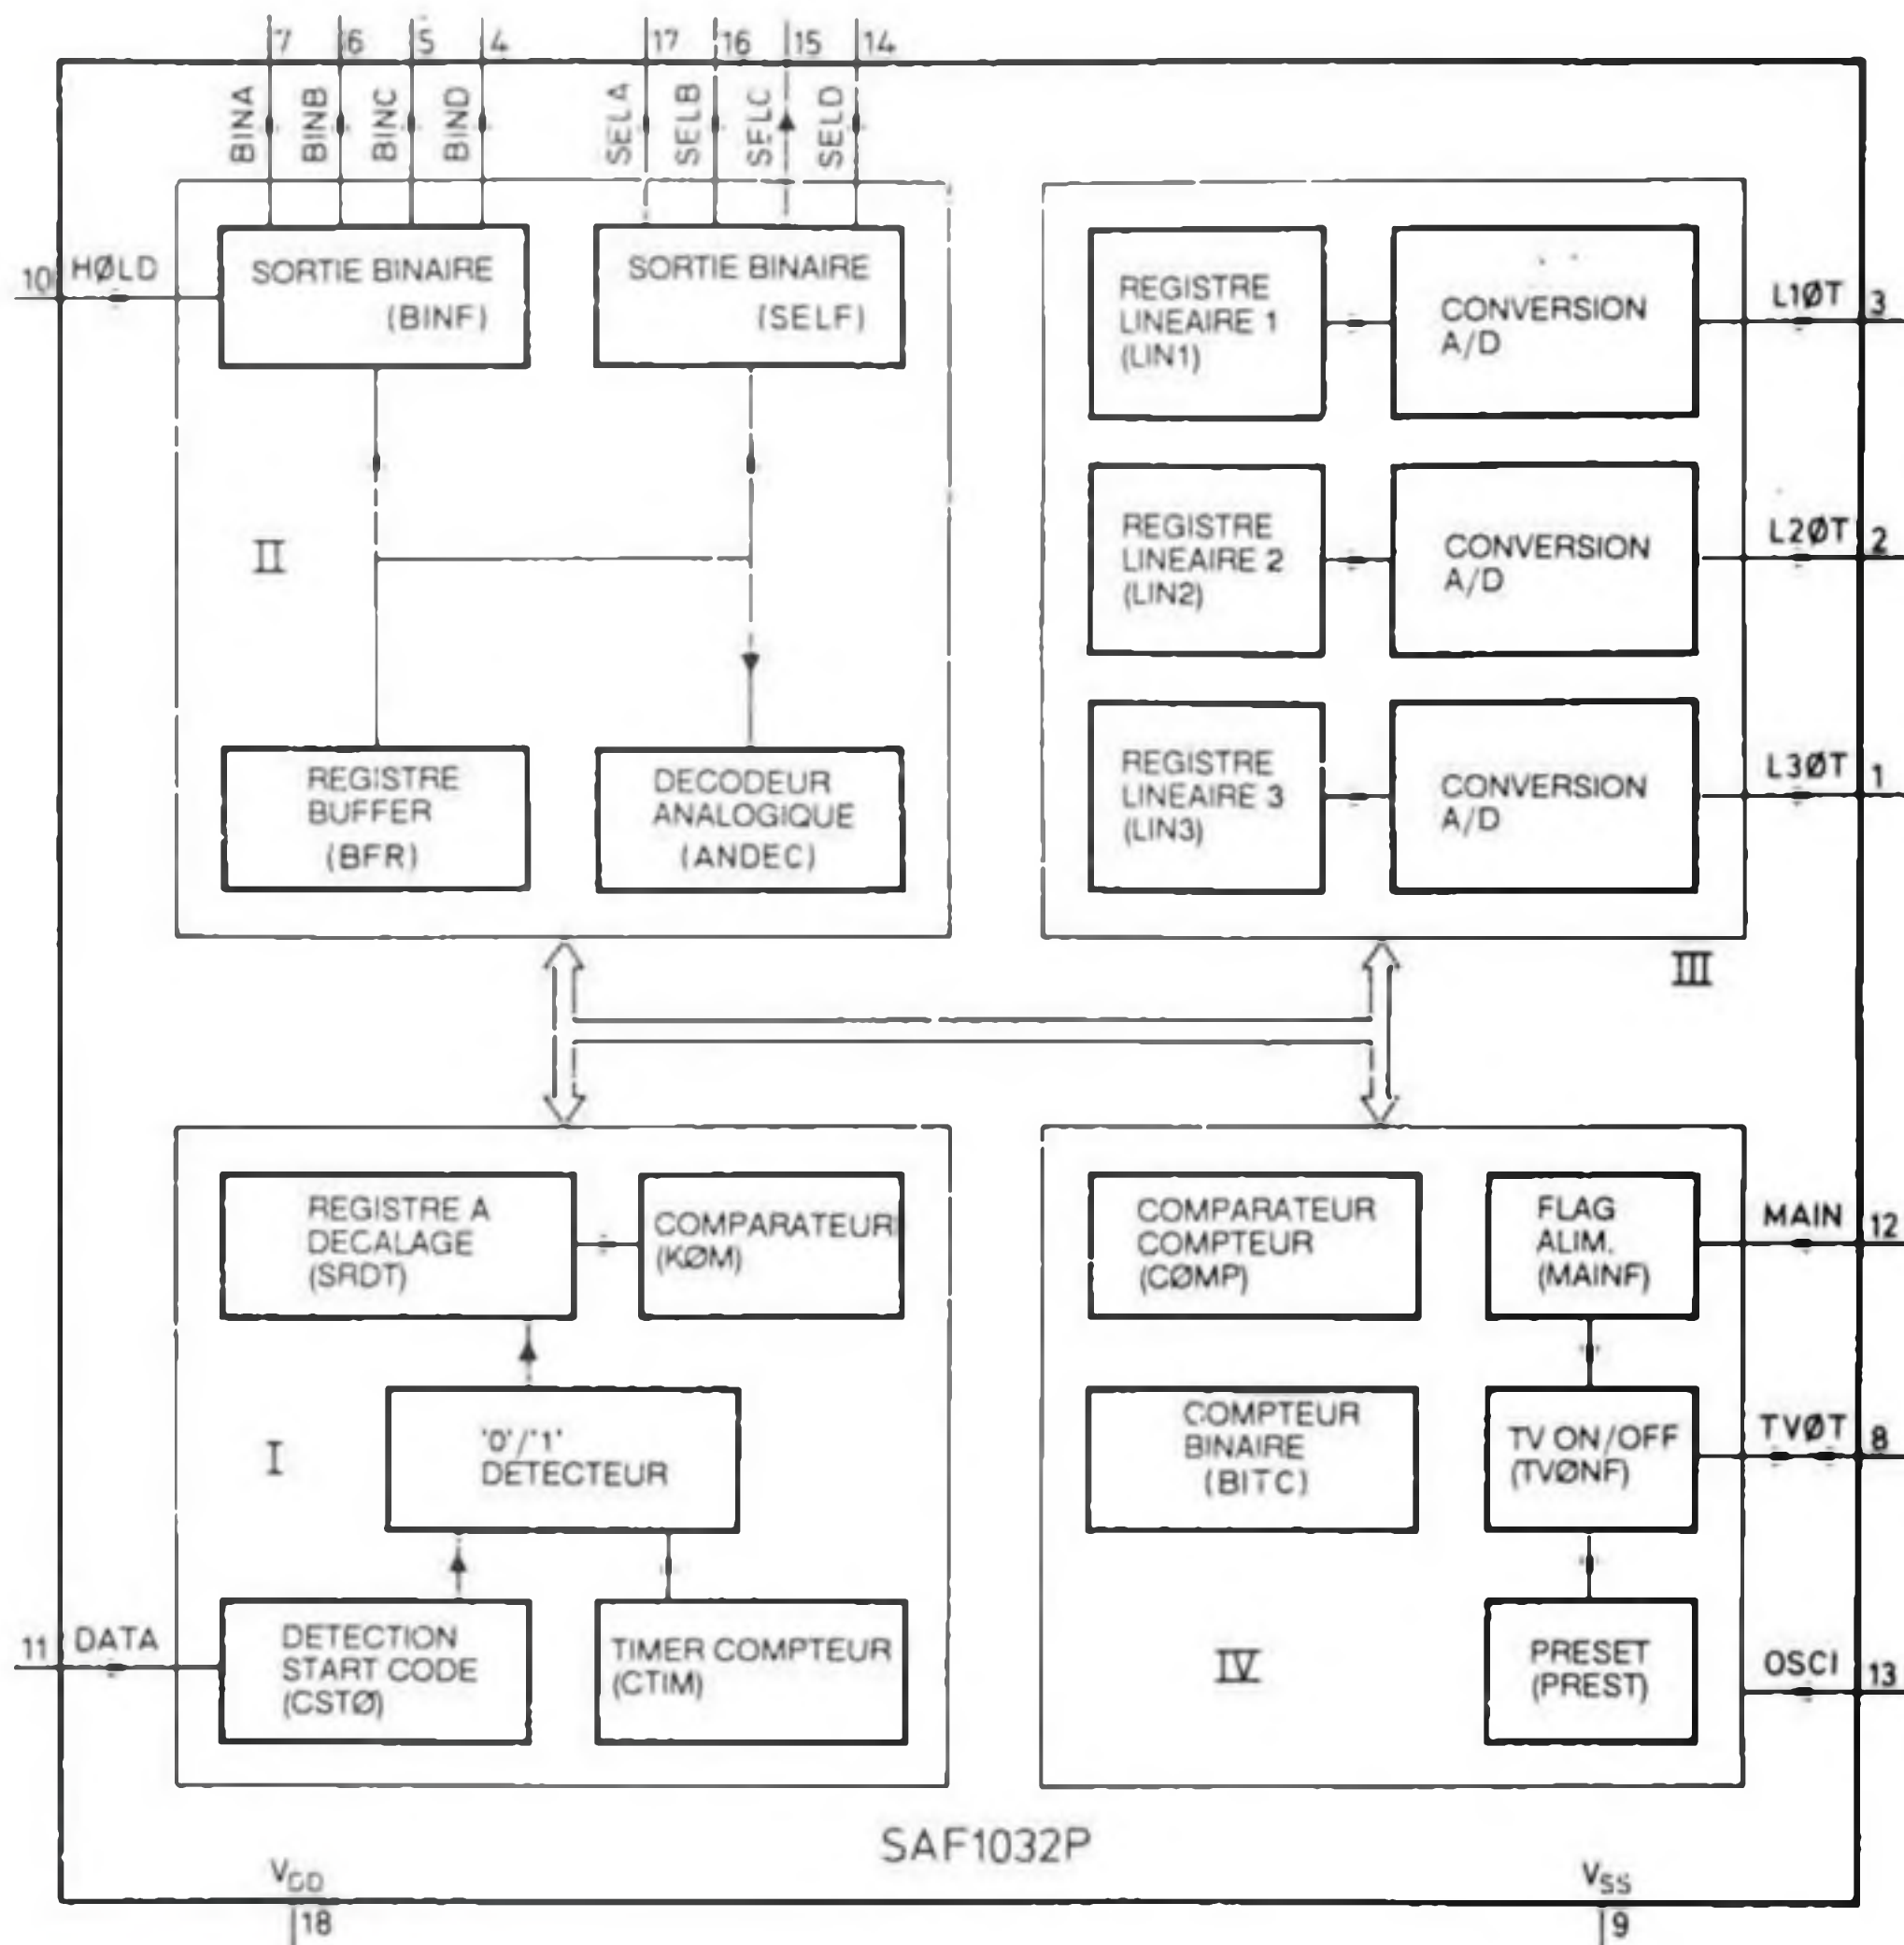 7 6 5 4 17 16 15 14
BINA BINB BINC BIND SELA SELB SELC SELD
10 HØLD
SORTIE BINAIRE
(BINF)
SORTIE BINAIRE
(SELF)
II
REGISTRE
BUFFER
(BFR)
DECODEUR
ANALOGIQUE
(ANDEC)
REGISTRE
LINEAIRE 1
(LIN1)
CONVERSION
A/D
L1ØT 3
REGISTRE
LINEAIRE 2
(LIN2)
CONVERSION
A/D
L2ØT 2
REGISTRE
LINEAIRE 3
(LIN3)
CONVERSION
A/D
L3ØT 1
III
REGISTRE A
DECALAGE
(SRDT)
COMPARATEUR
(KØM)
I
'0'/'1'
DETECTEUR
11 DATA
DETECTION
START CODE
(CSTØ)
TIMER COMPTEUR
(CTIM)
COMPARATEUR
COMPTEUR
(CØMP)
FLAG
ALIM.
(MAINF)
MAIN 12
COMPTEUR
BINAIRE
(BITC)
TV ON/OFF
(TVØNF)
TVØT 8
IV
PRESET
(PREST)
OSCI 13
SAF1032P
VDD
18
VSS
9